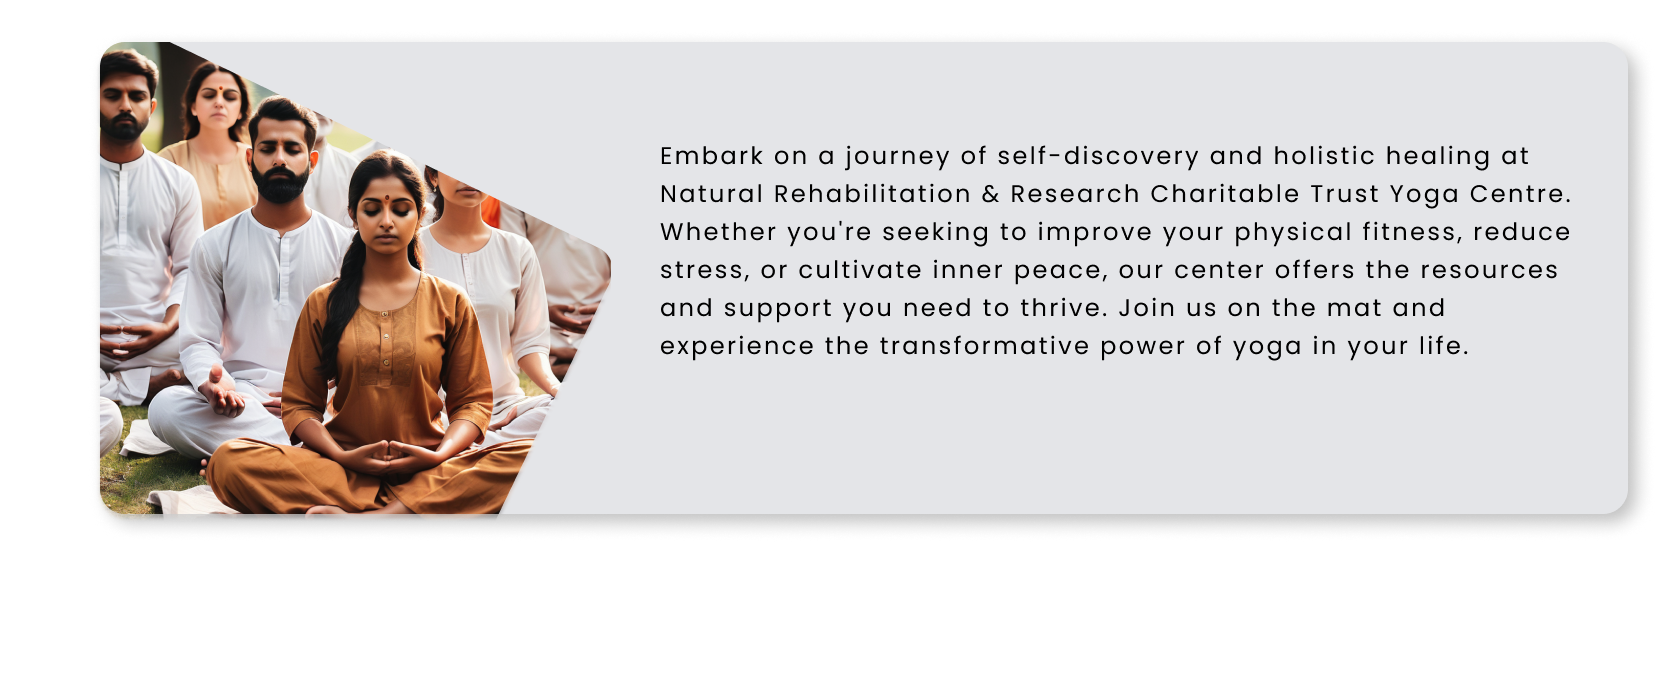 Embark on a journey of self-discovery and holistic healing at
Natural Rehabilitation & Research Charitable Trust Yoga Centre.
Whether you're seeking to improve your physical fitness, reduce
stress, or cultivate inner peace, our center offers the resources
and support you need to thrive. Join us on the mat and
experience the transformative power of yoga in your life.